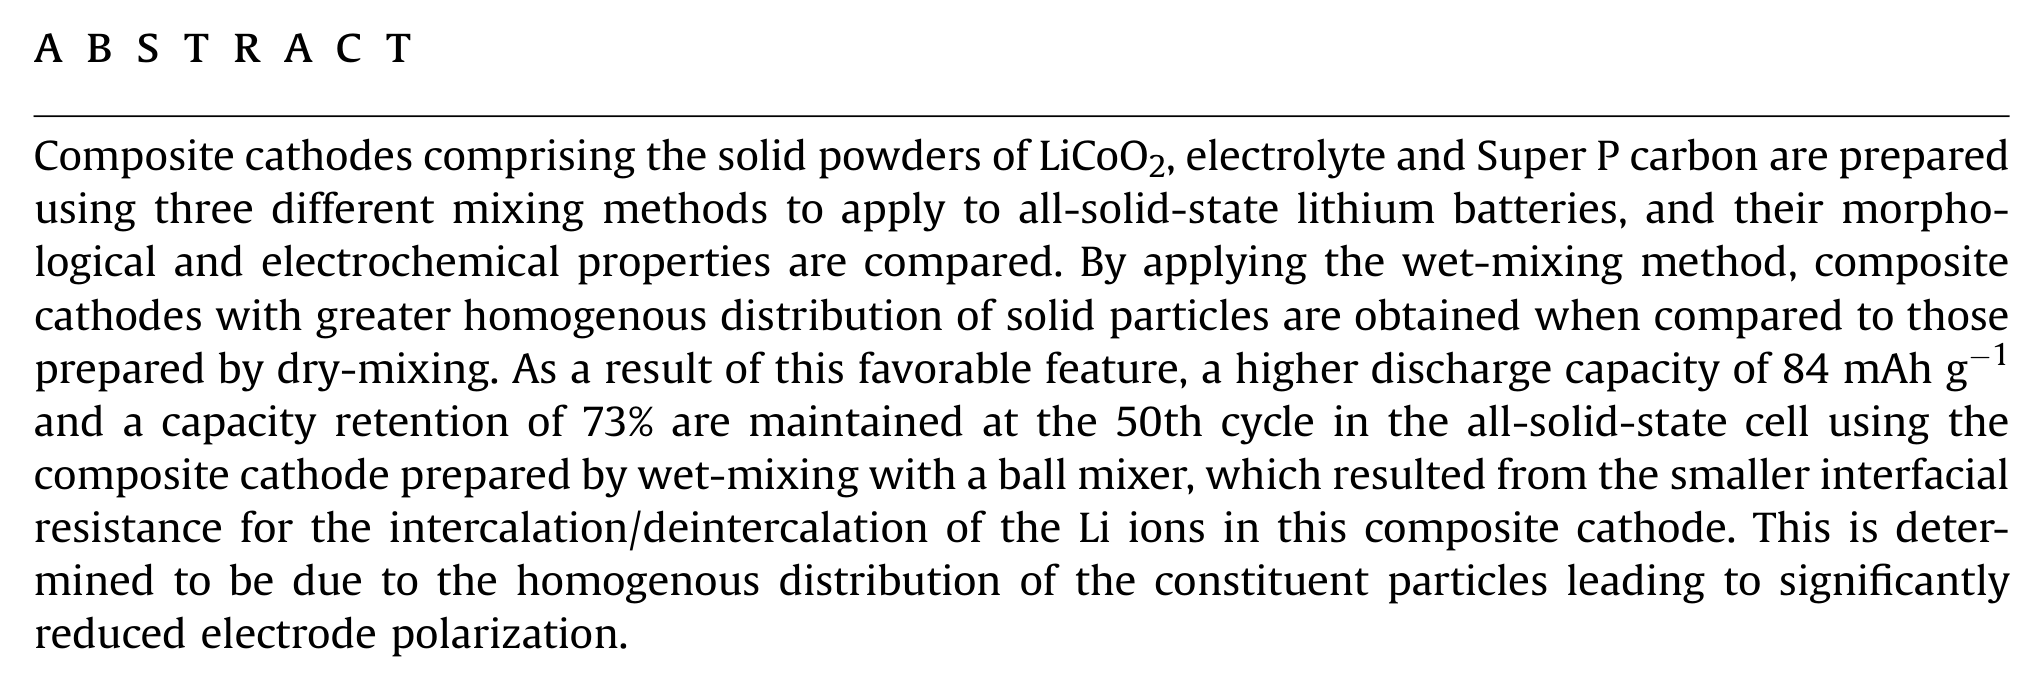 A B S T R A C T
Composite cathodes comprising the solid powders of LiCoO₂, electrolyte and Super P carbon are prepared
using three different mixing methods to apply to all-solid-state lithium batteries, and their morpho-
logical and electrochemical properties are compared. By applying the wet-mixing method, composite
cathodes with greater homogenous distribution of solid particles are obtained when compared to those
prepared by dry-mixing. As a result of this favorable feature, a higher discharge capacity of 84 mAh g⁻¹
and a capacity retention of 73% are maintained at the 50th cycle in the all-solid-state cell using the
composite cathode prepared by wet-mixing with a ball mixer, which resulted from the smaller interfacial
resistance for the intercalation/deintercalation of the Li ions in this composite cathode. This is deter-
mined to be due to the homogenous distribution of the constituent particles leading to significantly
reduced electrode polarization.